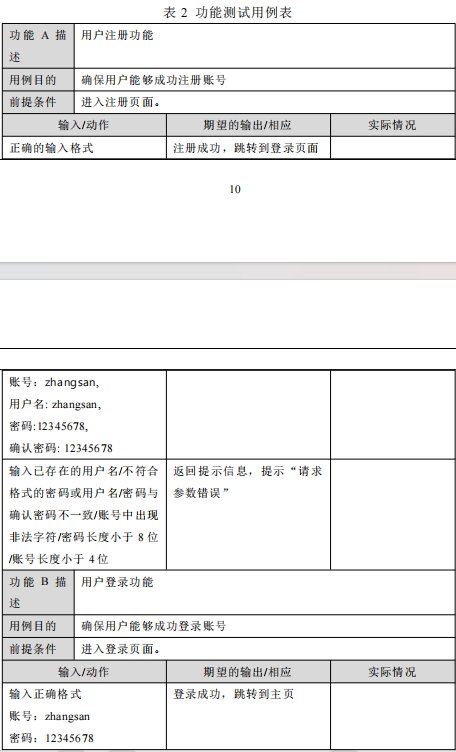 表 2 功能测试用例表
功能 A 描述 用户注册功能
用例目的 确保用户能够成功注册账号
前提条件 进入注册页面。
输入/动作 期望的输出/相应 实际情况
正确的输入格式 注册成功，跳转到登录页面
10
账号：zhangsan,
用户名: zhangsan,
密码:12345678,
确认密码: 12345678
输入已存在的用户名/不符合
格式的密码或用户名/密码与
确认密码不一致/账号中出现
非法字符/密码长度小于 8 位
/账号长度小于 4 位
返回提示信息，提示“请求
参数错误”
功能 B 描述 用户登录功能
用例目的 确保用户能够成功登录账号
前提条件 进入登录页面。
输入/动作 期望的输出/相应 实际情况
输入正确格式 登录成功，跳转到主页
账号：zhangsan
密码：12345678